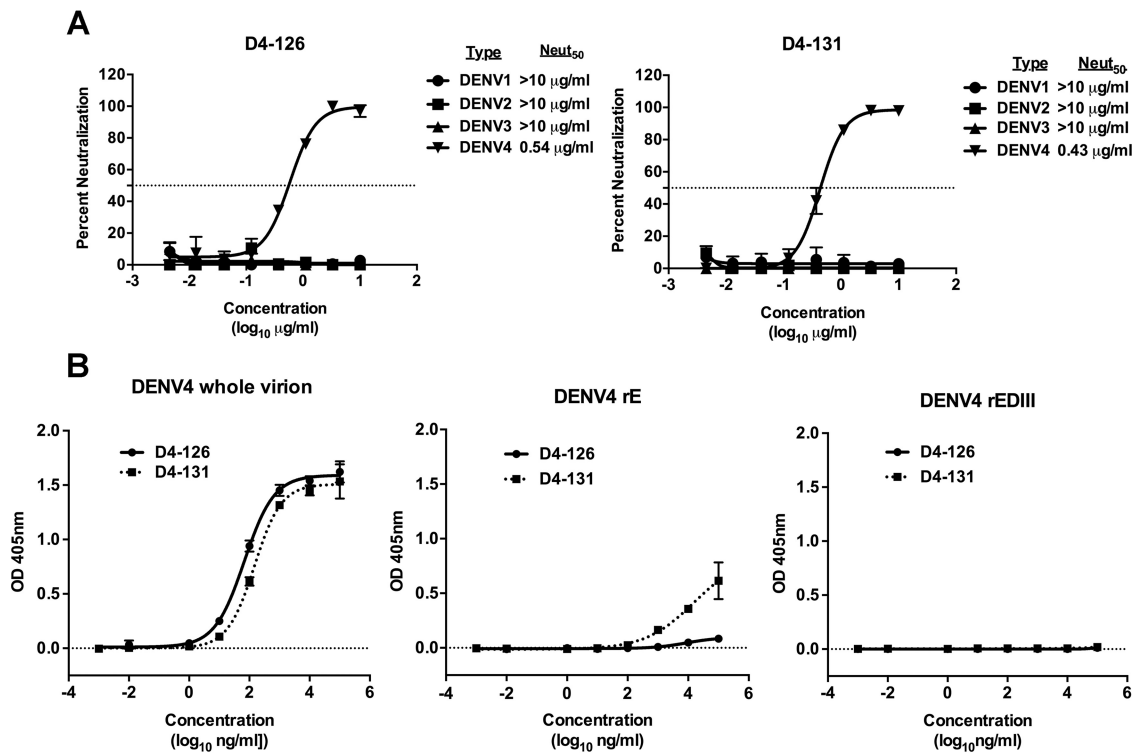 A
D4-126
Type Neut50
DENV1 >10 μg/ml
DENV2 >10 μg/ml
DENV3 >10 μg/ml
DENV4 0.54 μg/ml
Percent Neutralization
120
100
80
60
40
20
0
-3 -2 -1 0 1 2
Concentration
(log10 μg/ml)
D4-131
Type Neut50
DENV1 >10 μg/ml
DENV2 >10 μg/ml
DENV3 >10 μg/ml
DENV4 0.43 μg/ml
Percent Neutralization
120
100
80
60
40
20
0
-3 -2 -1 0 1 2
Concentration
(log10 μg/ml)
B
DENV4 whole virion
D4-126
D4-131
OD 405nm
2.0
1.5
1.0
0.5
0.0
-4 -2 0 2 4 6
Concentration
(log10 ng/ml])
DENV4 rE
D4-126
D4-131
OD 405nm
2.0
1.5
1.0
0.5
0.0
-4 -2 0 2 4 6
Concentration
(log10 ng/ml)
DENV4 rEDIII
D4-126
D4-131
OD 405nm
2.0
1.5
1.0
0.5
0.0
-4 -2 0 2 4 6
Concentration
(log10ng/ml)